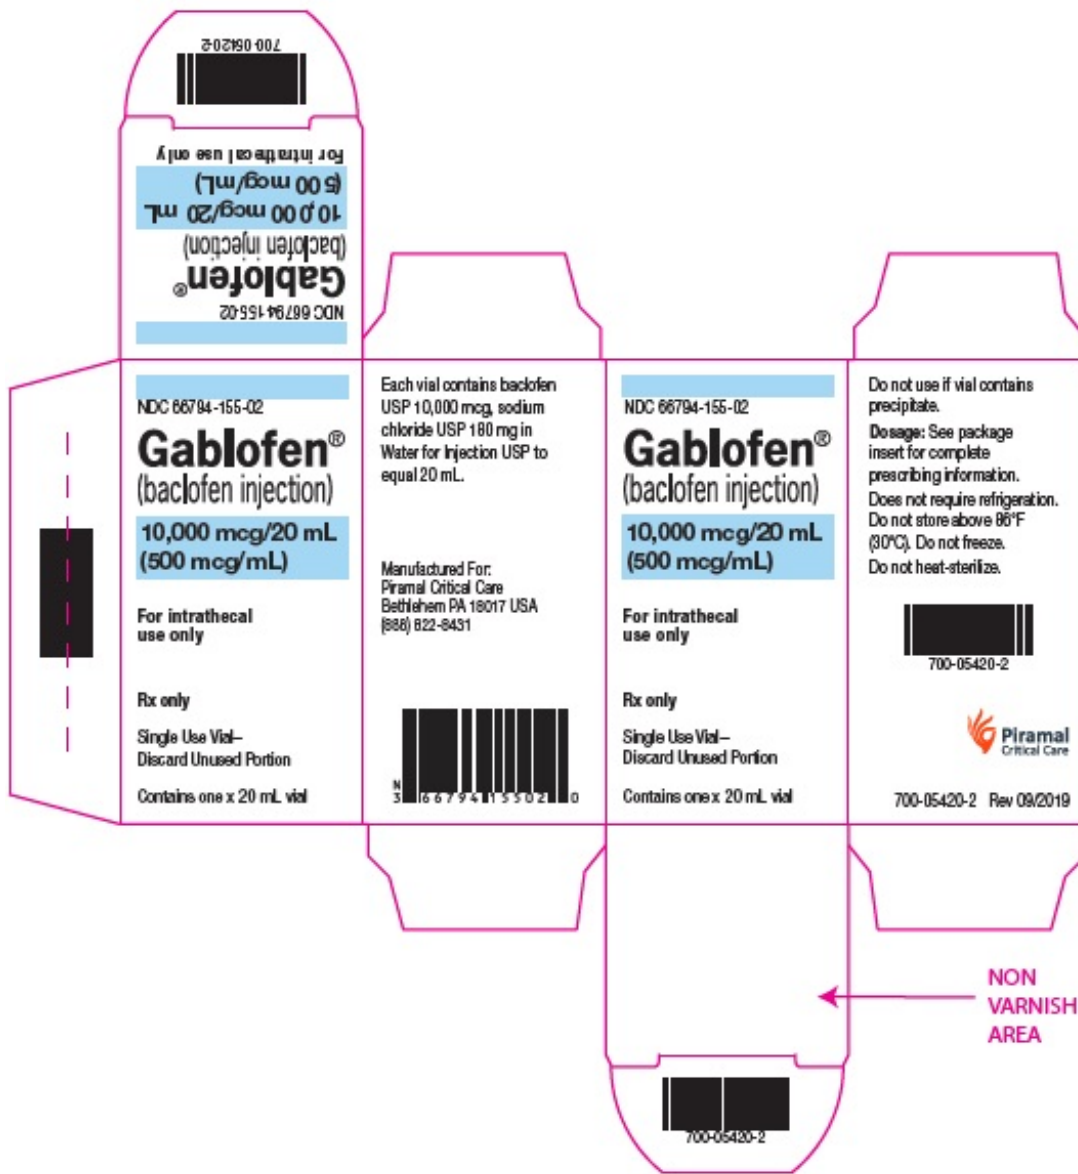 700-05420-2
For intrathecal use only
(500 mcg/mL)
10,000 mcg/20 mL
(baclofen injection)
Gablofen®
NDC 66794-155-02
NDC 66794-155-02
Gablofen®
(baclofen injection)
10,000 mcg/20 mL
(500 mcg/mL)
For intrathecal
use only
Rx only
Single Use Vial–
Discard Unused Portion
Contains one x 20 mL vial
Each vial contains baclofen
USP 10,000 mcg, sodium
chloride USP 180 mg in
Water for Injection USP to
equal 20 mL.
Manufactured For:
Piramal Critical Care
Bethlehem PA 18017 USA
(888) 822-8431
N
3 66794 15502 0
NDC 66794-155-02
Gablofen®
(baclofen injection)
10,000 mcg/20 mL
(500 mcg/mL)
For intrathecal
use only
Rx only
Single Use Vial–
Discard Unused Portion
Contains one x 20 mL vial
Do not use if vial contains
precipitate.
Dosage: See package
insert for complete
prescribing information.
Does not require refrigeration.
Do not store above 86°F
(30°C). Do not freeze.
Do not heat-sterilize.
700-05420-2
Piramal
Critical Care
700-05420-2 Rev 09/2019
NON
VARNISH
AREA
700-05420-2